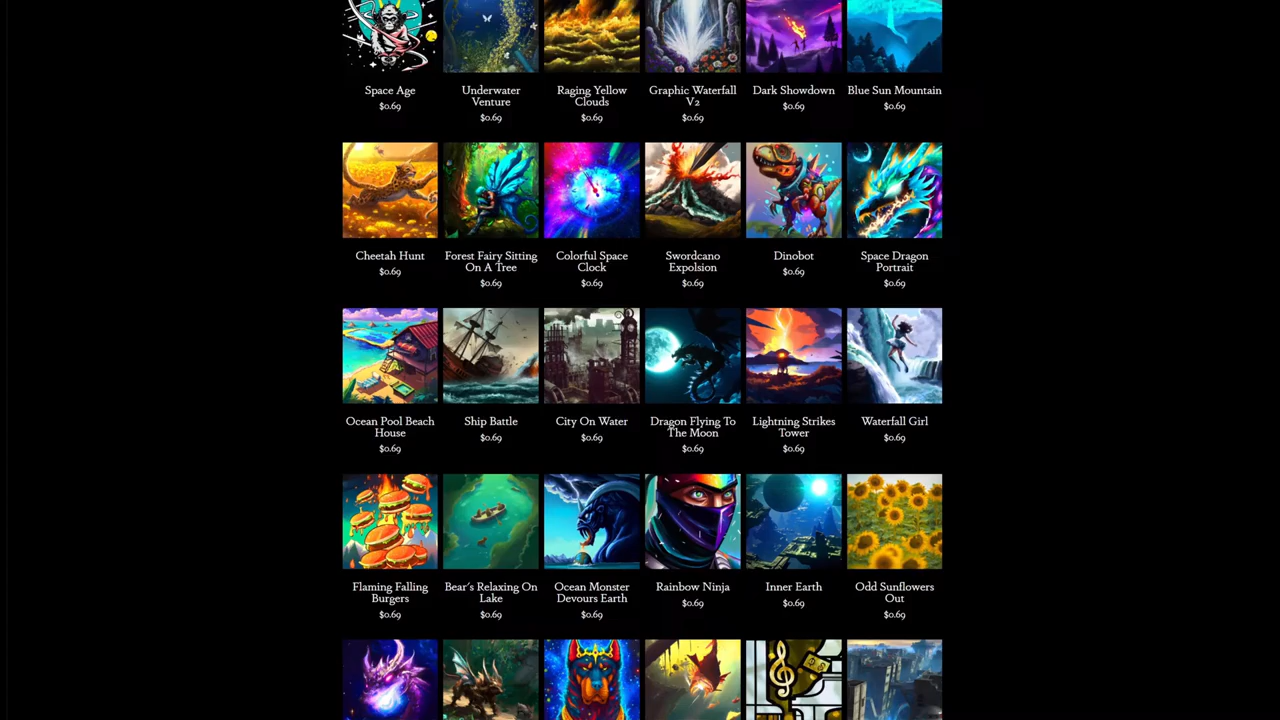 Space Age
$0.69
Underwater
Venture
$0.69
Raging Yellow
Clouds
$0.69
Graphic Waterfall
V2
$0.69
Dark Showdown
$0.69
Blue Sun Mountain
$0.69
Cheetah Hunt
$0.69
Forest Fairy Sitting
On A Tree
$0.69
Colorful Space
Clock
$0.69
Swordcano
Expolsion
$0.69
Dinobot
$0.69
Space Dragon
Portrait
$0.69
Ocean Pool Beach
House
$0.69
Ship Battle
$0.69
City On Water
$0.69
Dragon Flying To
The Moon
$0.69
Lightning Strikes
Tower
$0.69
Waterfall Girl
$0.69
Flaming Falling
Burgers
$0.69
Bear's Relaxing On
Lake
$0.69
Ocean Monster
Devours Earth
$0.69
Rainbow Ninja
$0.69
Inner Earth
$0.69
Odd Sunflowers
Out
$0.69